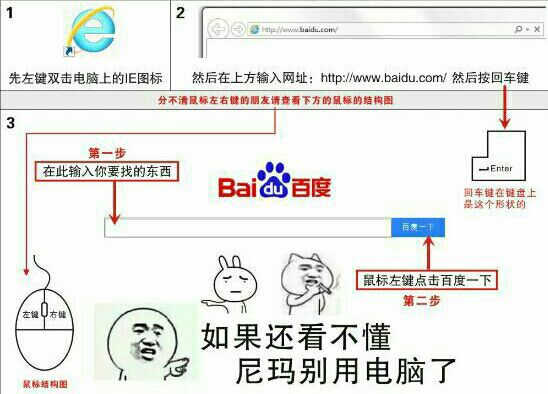 1
先左键双击电脑上的IE图标
2
http://www.baidu.com/
然后在上方输入网址：http://www.baidu.com/ 然后按回车键
分不清鼠标左右键的朋友请查看下方的鼠标的结构图
3
第一步
在此输入你要找的东西
Enter
回车键在键盘上
是这个形状的
Bai du 百度
百度一下
鼠标左键点击百度一下
第二步
左键 右键
鼠标结构图
如果还看不懂
尼玛别用电脑了